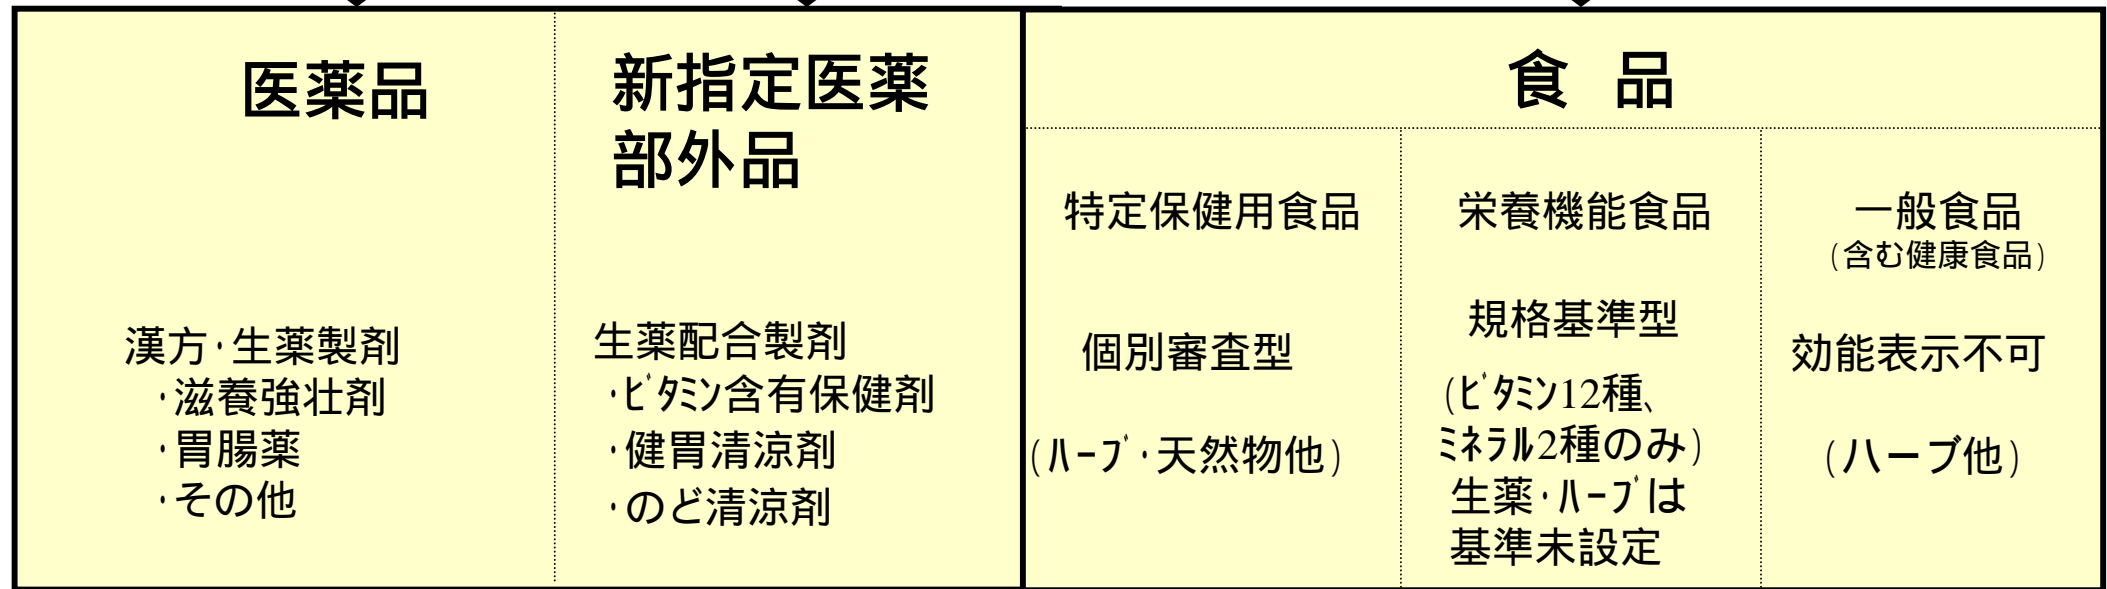 医薬品
漢方･生薬製剤
･滋養強壮剤
･胃腸薬
･その他
新指定医薬
部外品
生薬配合製剤
･ﾋﾞﾀﾐﾝ含有保健剤
･健胃清涼剤
･のど清涼剤
食 品
特定保健用食品
個別審査型
(ﾊｰﾌﾞ･天然物他)
栄養機能食品
規格基準型
(ﾋﾞﾀﾐﾝ12種、
ﾐﾈﾗﾙ2種のみ)
生薬･ﾊｰﾌﾞは
基準未設定
一般食品
(含む健康食品)
効能表示不可
(ハーブ他)